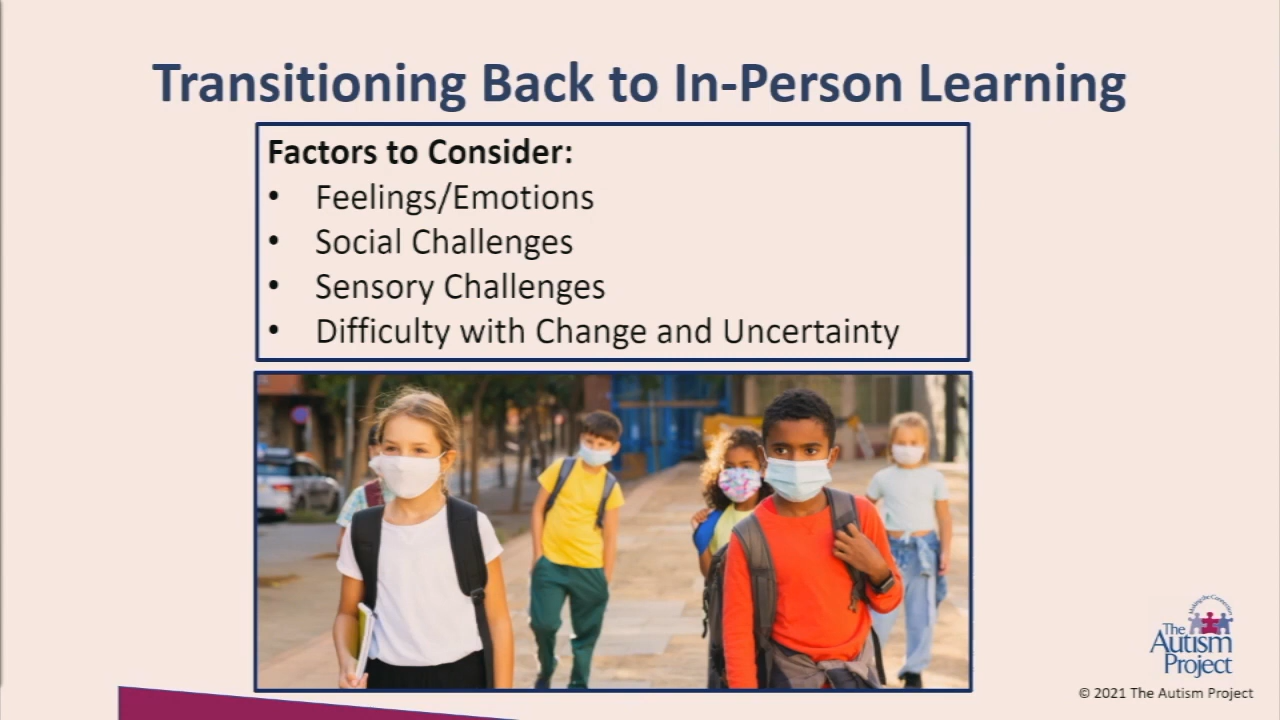 Transitioning Back to In-Person Learning
Factors to Consider:
• Feelings/Emotions
• Social Challenges
• Sensory Challenges
• Difficulty with Change and Uncertainty
The
Autism
Project
© 2021 The Autism Project